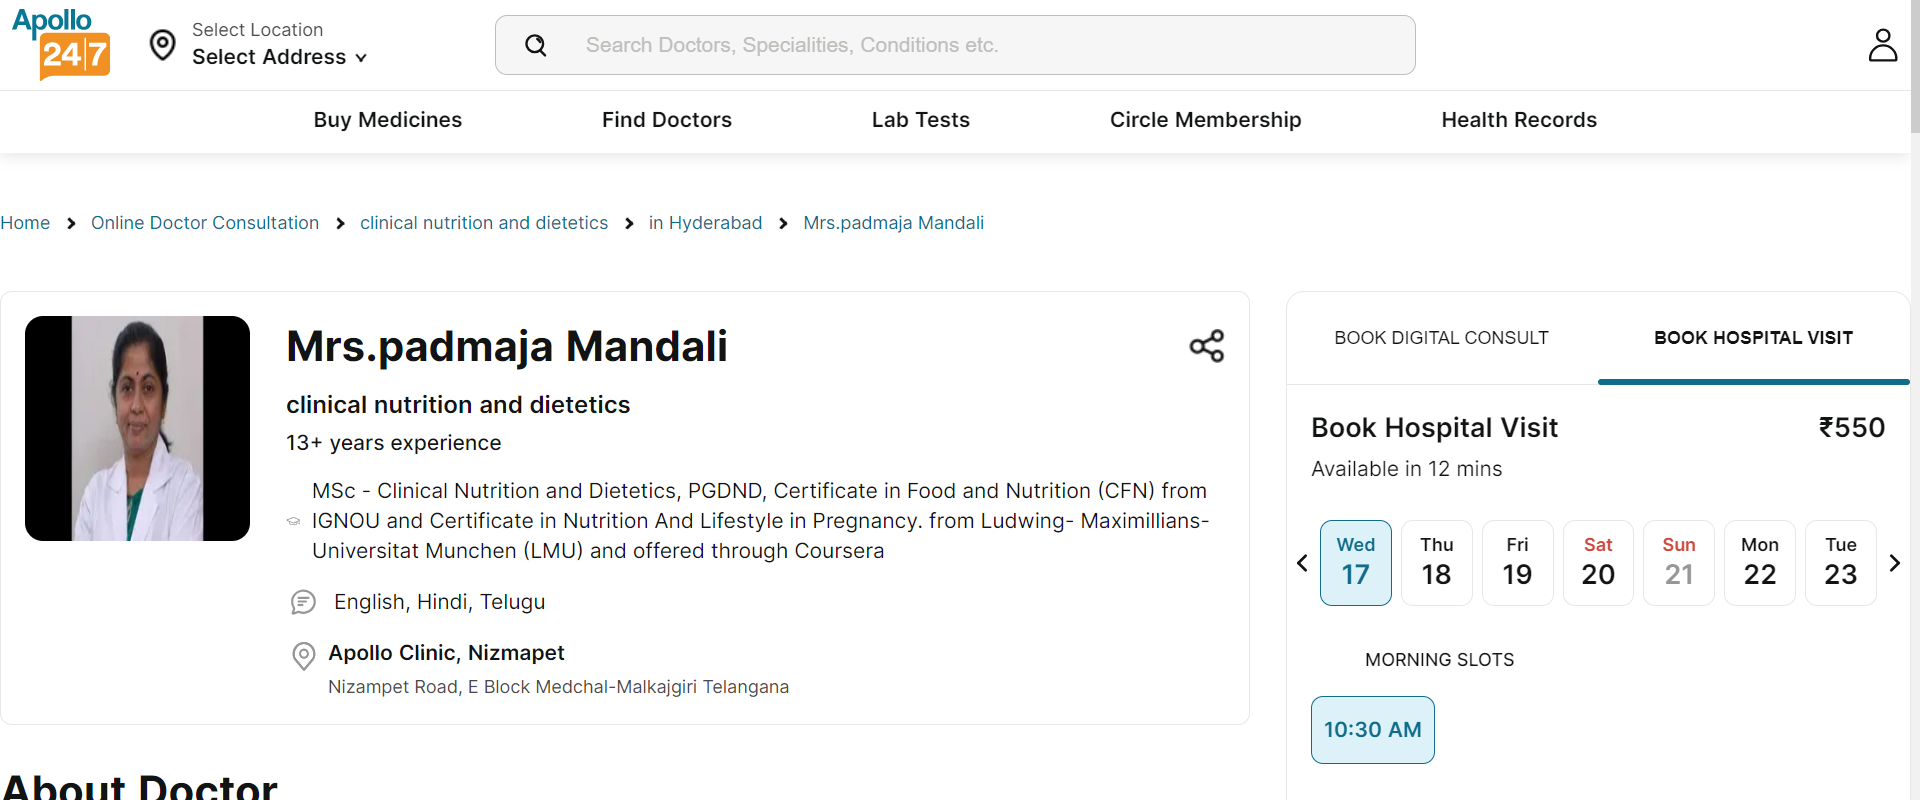 Apollo
24|7
Select Location
Select Address
Search Doctors, Specialities, Conditions etc.
Buy Medicines
Find Doctors
Lab Tests
Circle Membership
Health Records
Home
Online Doctor Consultation
clinical nutrition and dietetics
in Hyderabad
Mrs.padmaja Mandali
Mrs.padmaja Mandali
clinical nutrition and dietetics
13+ years experience
MSc - Clinical Nutrition and Dietetics, PGDND, Certificate in Food and Nutrition (CFN) from
IGNOU and Certificate in Nutrition And Lifestyle in Pregnancy. from Ludwing- Maximillians-
Universitat Munchen (LMU) and offered through Coursera
English, Hindi, Telugu
Apollo Clinic, Nizmapet
Nizampet Road, E Block Medchal-Malkajgiri Telangana
About Doctor
BOOK DIGITAL CONSULT
BOOK HOSPITAL VISIT
Book Hospital Visit
₹550
Available in 12 mins
Wed
17
Thu
18
Fri
19
Sat
20
Sun
21
Mon
22
Tue
23
MORNING SLOTS
10:30 AM